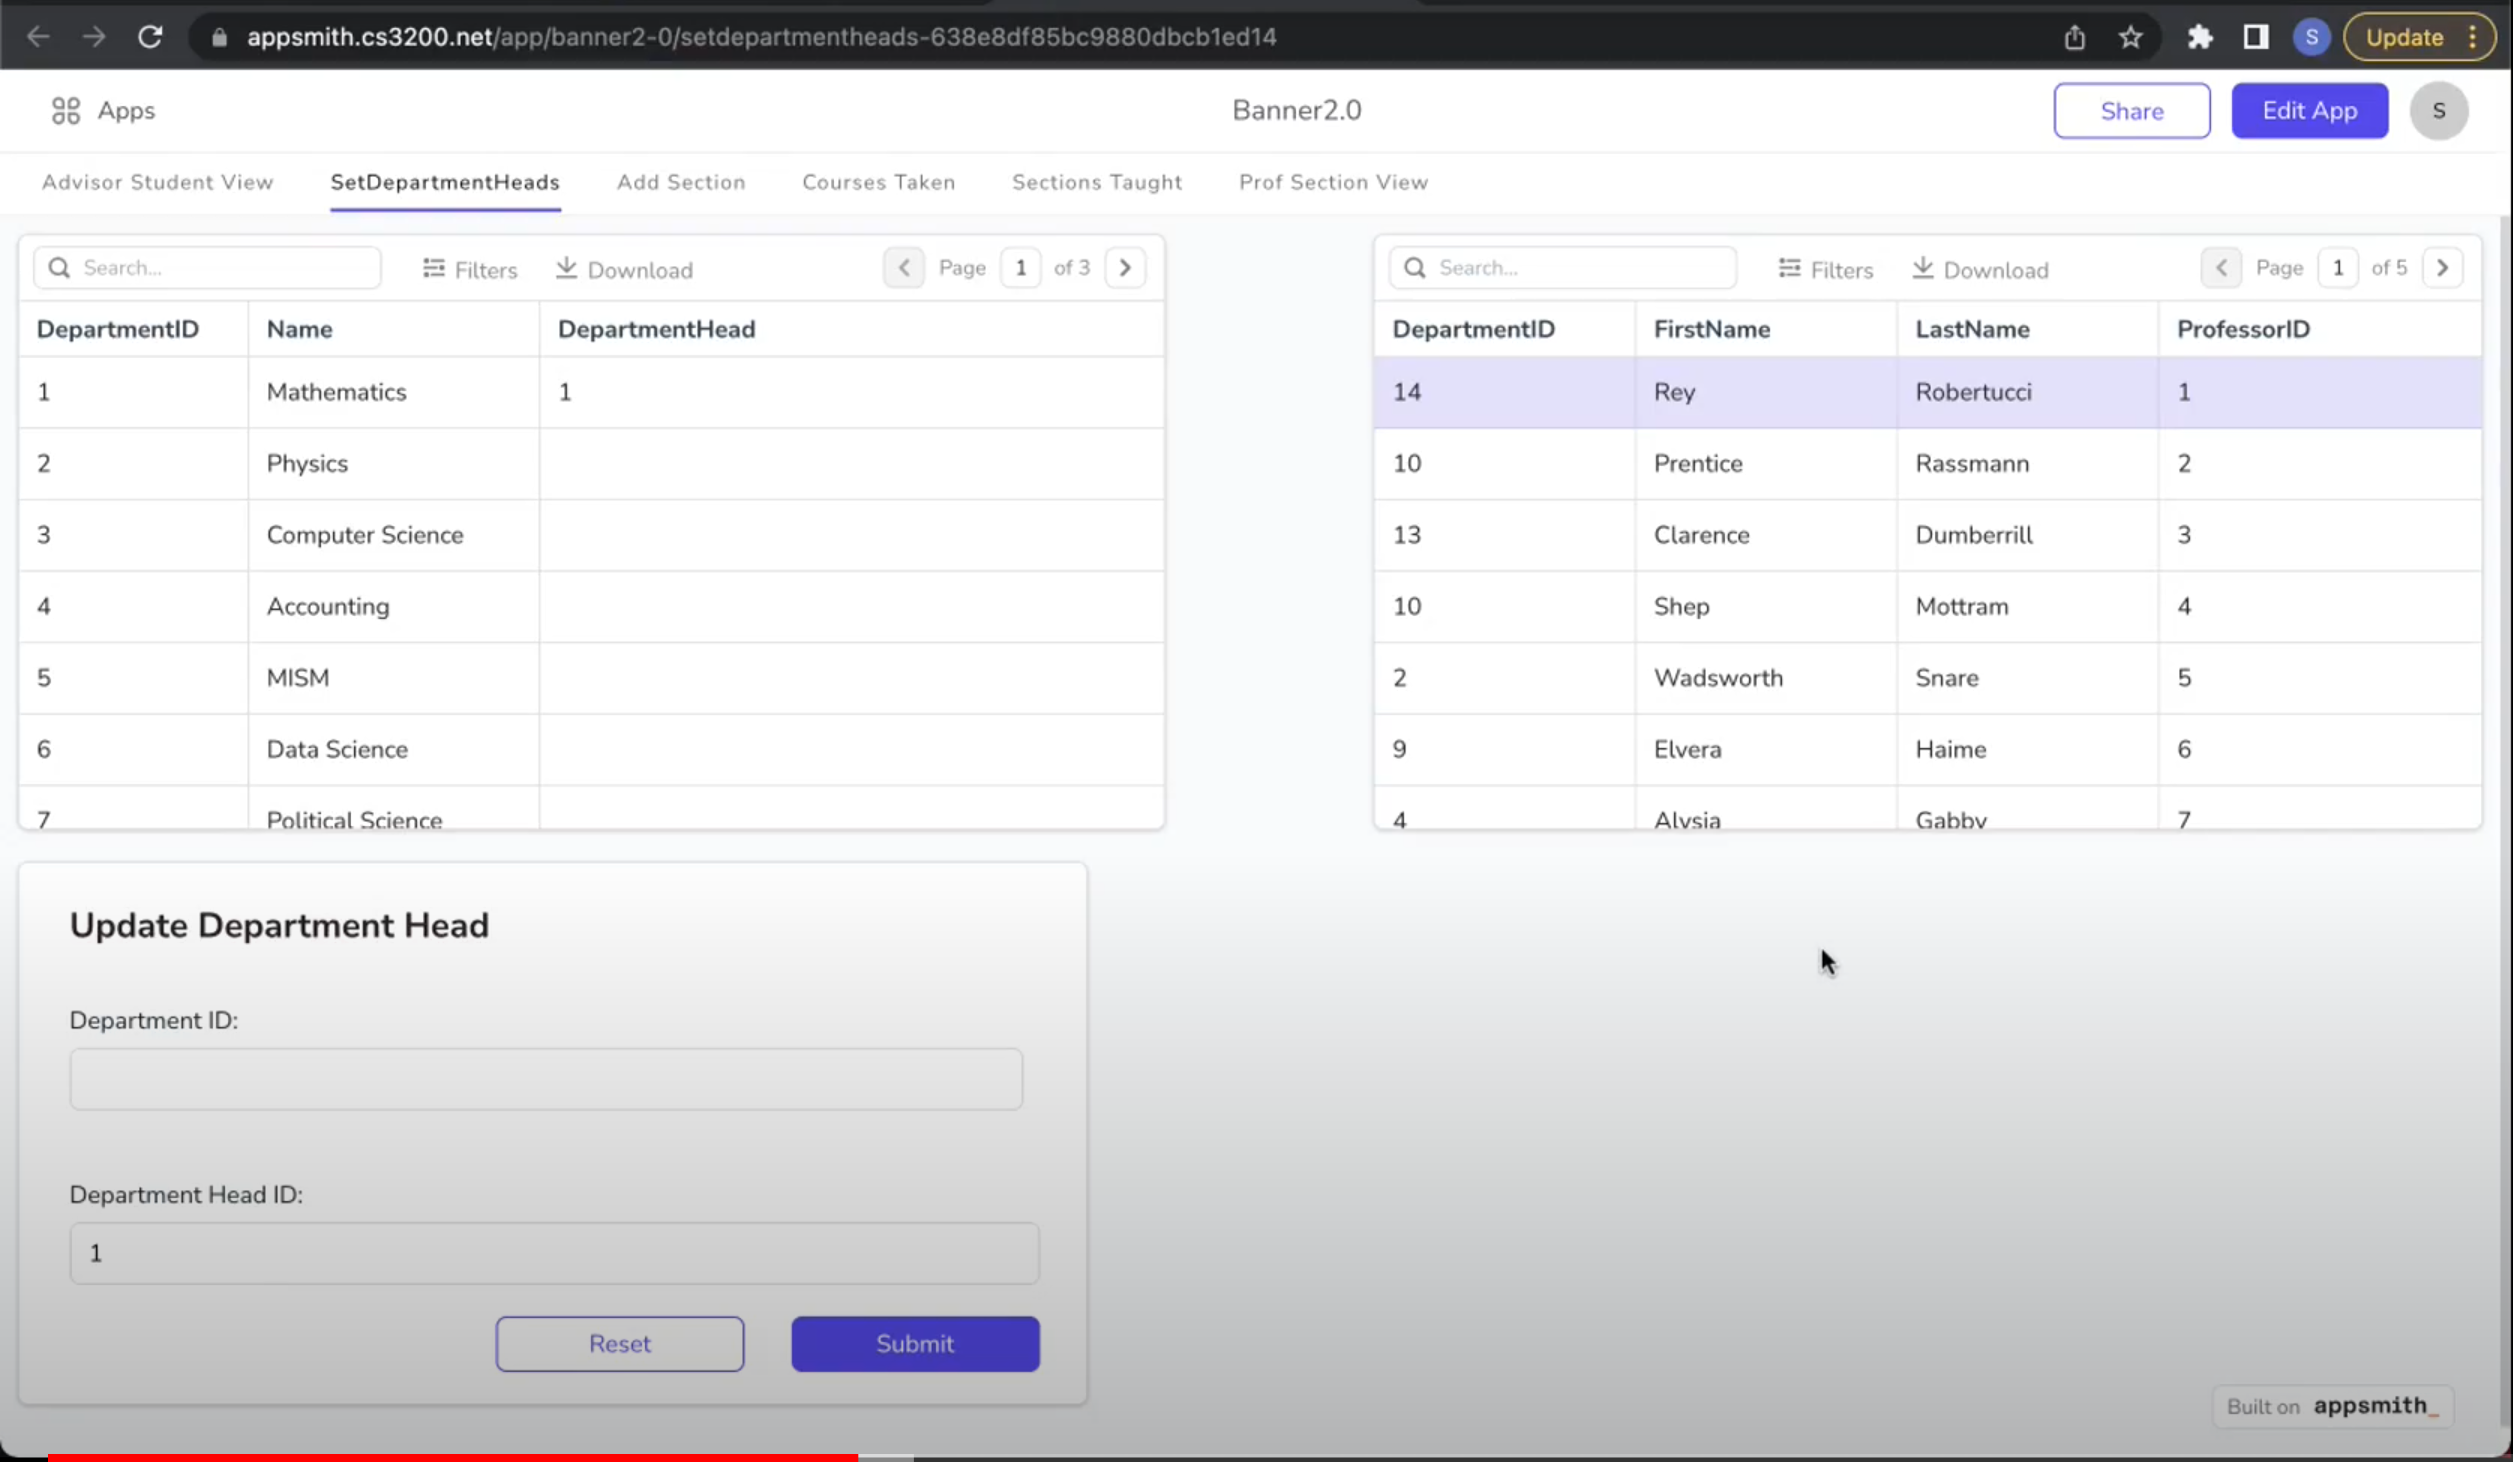 appsmith.cs3200.net/app/banner2-0/setdepartmentheads-638e8df85bc9880dbcb1ed14
S
Update
Apps
Banner2.0
Share
Edit App
S
Advisor Student View
SetDepartmentHeads
Add Section
Courses Taken
Sections Taught
Prof Section View
Search...
Filters
Download
Page 1 of 3
DepartmentID Name DepartmentHead
1 Mathematics 1
2 Physics
3 Computer Science
4 Accounting
5 MISM
6 Data Science
7 Political Science
Search...
Filters
Download
Page 1 of 5
DepartmentID FirstName LastName ProfessorID
14 Rey Robertucci 1
10 Prentice Rassmann 2
13 Clarence Dumberrill 3
10 Shep Mottram 4
2 Wadsworth Snare 5
9 Elvera Haime 6
4 Alysia Gabby 7
Update Department Head
Department ID:
Department Head ID:
1
Reset
Submit
Built on appsmith_